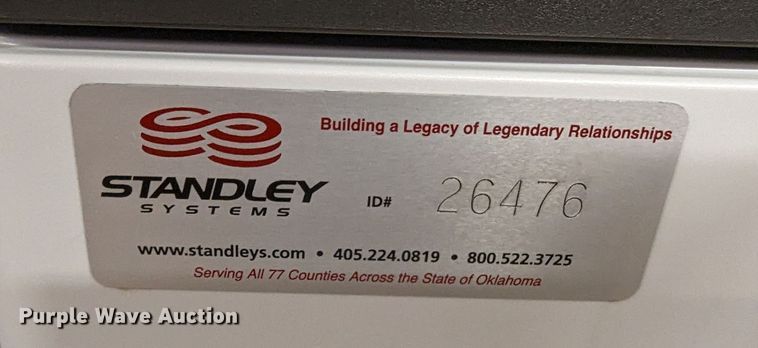 Building a Legacy of Legendary Relationships
STANDLEY
SYSTEMS
ID# 26476
www.standleys.com • 405.224.0819 • 800.522.3725
Serving All 77 Counties Across the State of Oklahoma
Purple Wave Auction